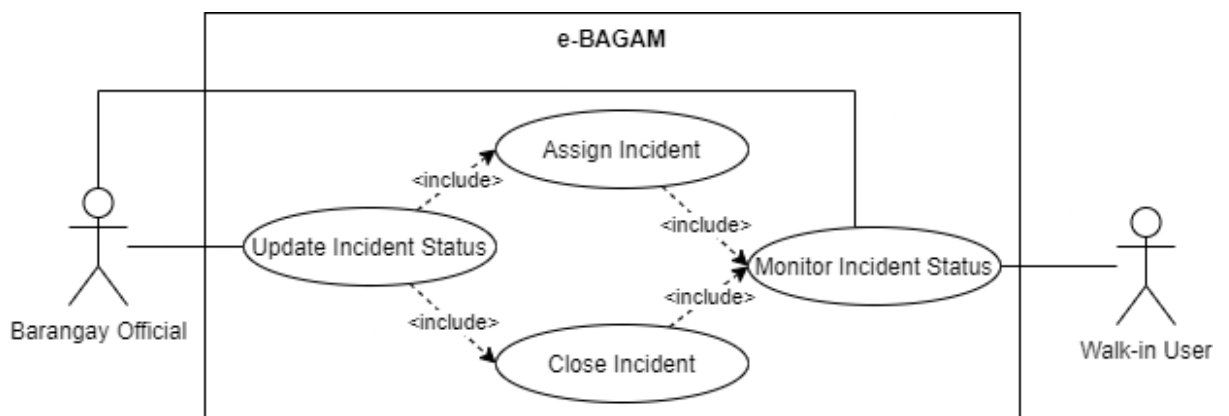 e-BAGAM
Assign Incident
<include>
<include>
Update Incident Status
Monitor Incident Status
<include>
<include>
Barangay Official
Close Incident
Walk-in User